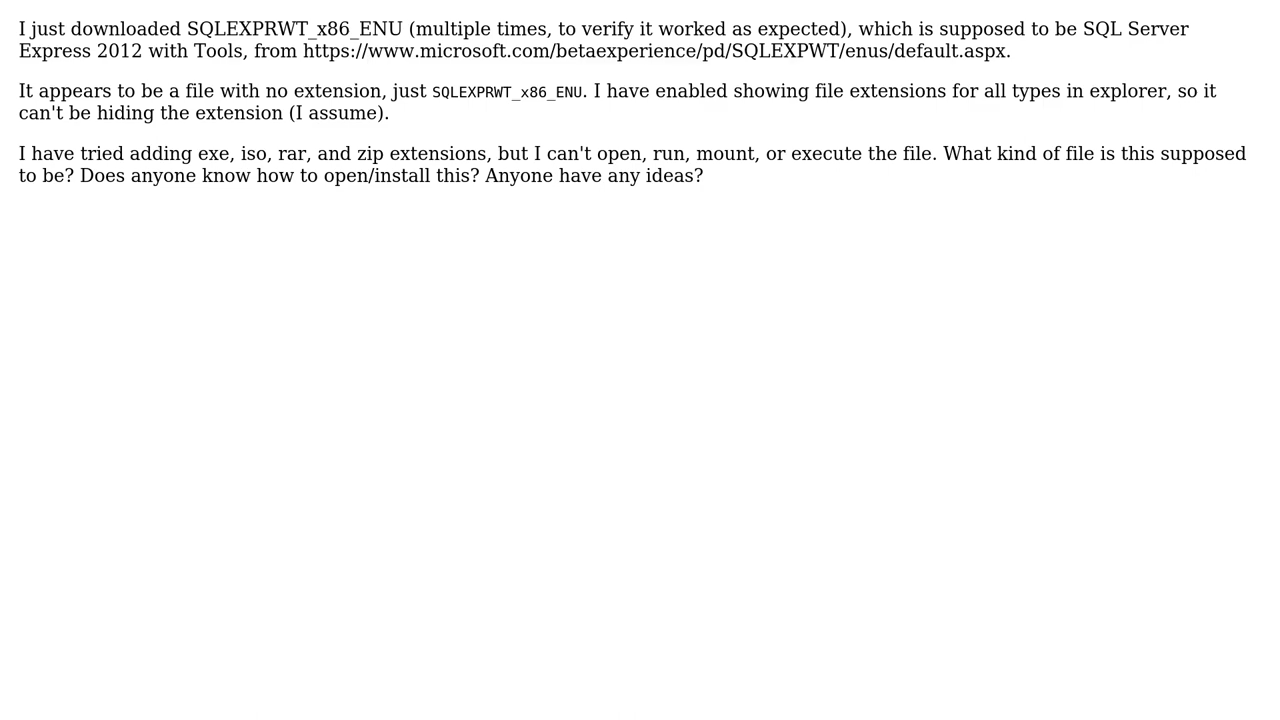 I just downloaded SQLEXPRWT_x86_ENU (multiple times, to verify it worked as expected), which is supposed to be SQL Server
Express 2012 with Tools, from https://www.microsoft.com/betaexperience/pd/SQLEXPWT/enus/default.aspx.
It appears to be a file with no extension, just SQLEXPRWT_x86_ENU. I have enabled showing file extensions for all types in explorer, so it
can't be hiding the extension (I assume).
I have tried adding exe, iso, rar, and zip extensions, but I can't open, run, mount, or execute the file. What kind of file is this supposed
to be? Does anyone know how to open/install this? Anyone have any ideas?